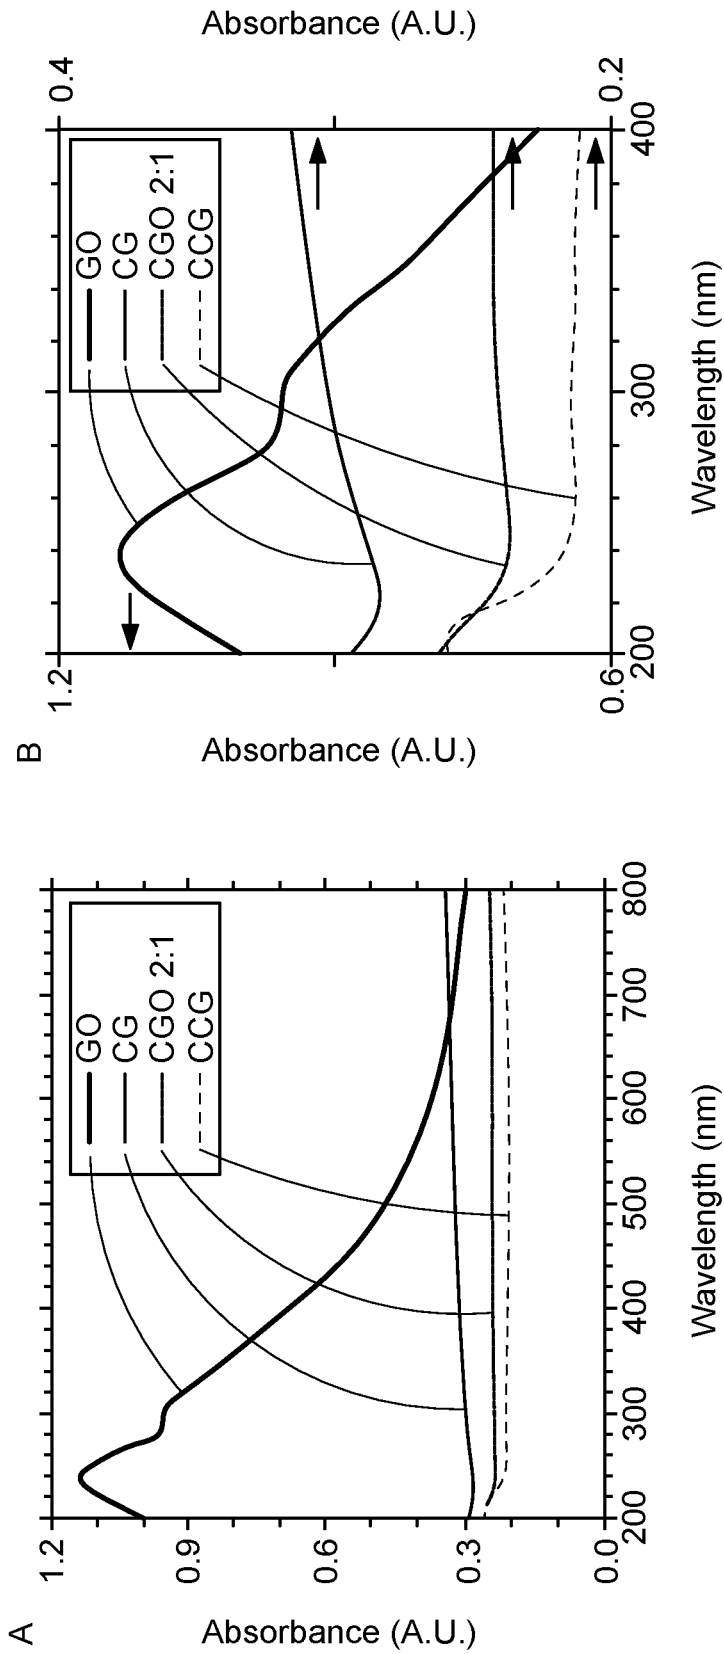 A
Absorbance (A.U.)
1.2
0.9
0.6
0.3
0.0
GO
CG
CGO 2:1
CCG
200
300
400
500
600
700
800
Wavelength (nm)
B
Absorbance (A.U.)
1.2
0.6
GO
CG
CGO 2:1
CCG
200
300
400
Wavelength (nm)
0.4
0.2
Absorbance (A.U.)